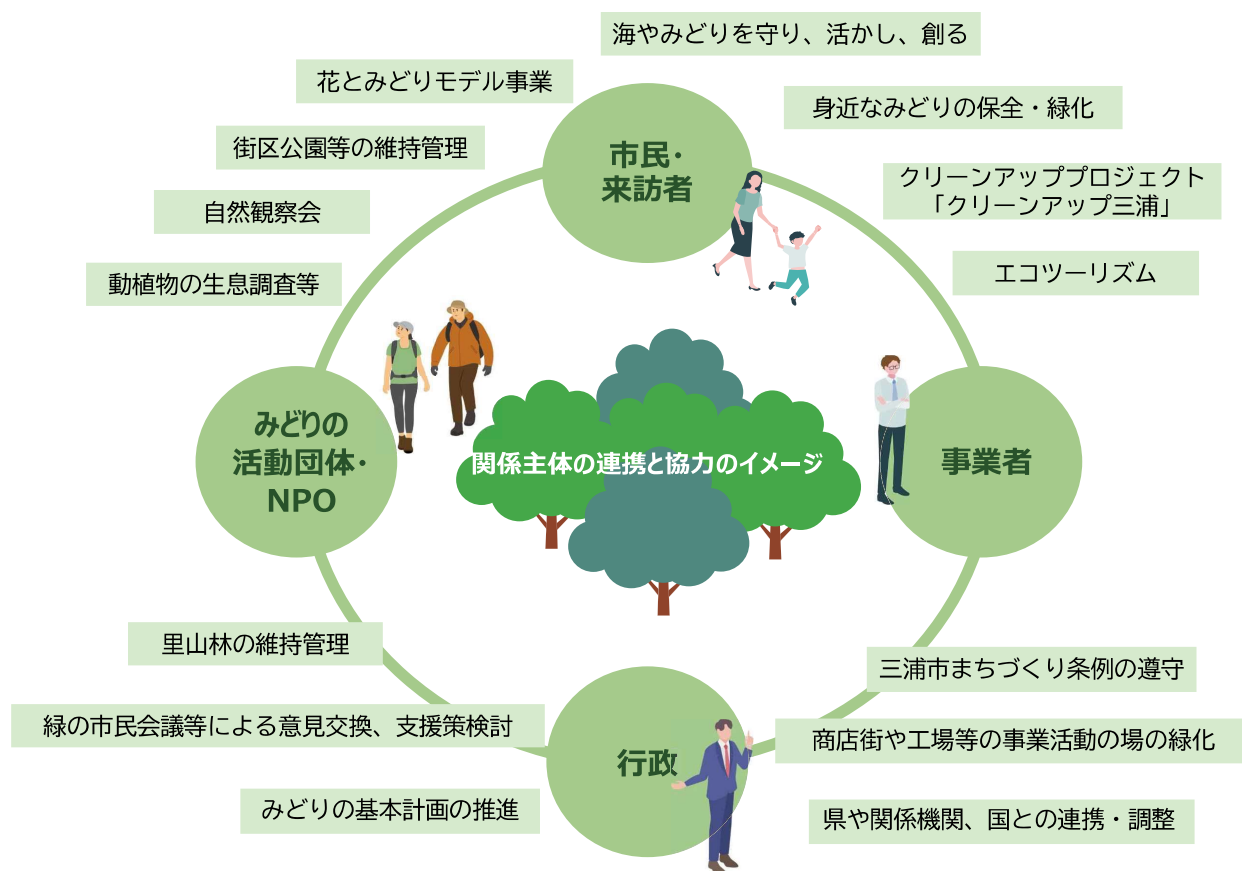 海やみどりを守り、活かし、創る
花とみどりモデル事業
身近なみどりの保全・緑化
街区公園等の維持管理
市民・
来訪者
クリーンアッププロジェクト
「クリーンアップ三浦」
自然観察会
エコツーリズム
動植物の生息調査等
みどりの
活動団体・
NPO
関係主体の連携と協力のイメージ
事業者
里山林の維持管理
三浦市まちづくり条例の遵守
緑の市民会議等による意見交換、支援策検討
行政
商店街や工場等の事業活動の場の緑化
みどりの基本計画の推進
県や関係機関、国との連携・調整